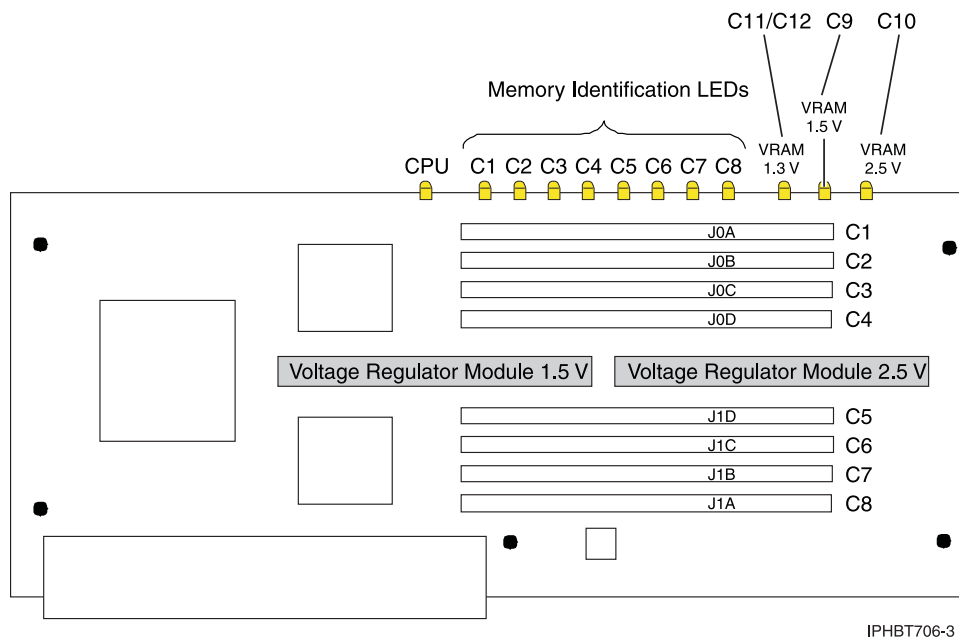 C11/C12 C9 C10
Memory Identification LEDs
VRAM
1.5 V
VRAM
1.3 V
VRAM
2.5 V
CPU C1 C2 C3 C4 C5 C6 C7 C8
J0A C1
J0B C2
J0C C3
J0D C4
Voltage Regulator Module 1.5 V Voltage Regulator Module 2.5 V
J1D C5
J1C C6
J1B C7
J1A C8
IPHBT706-3